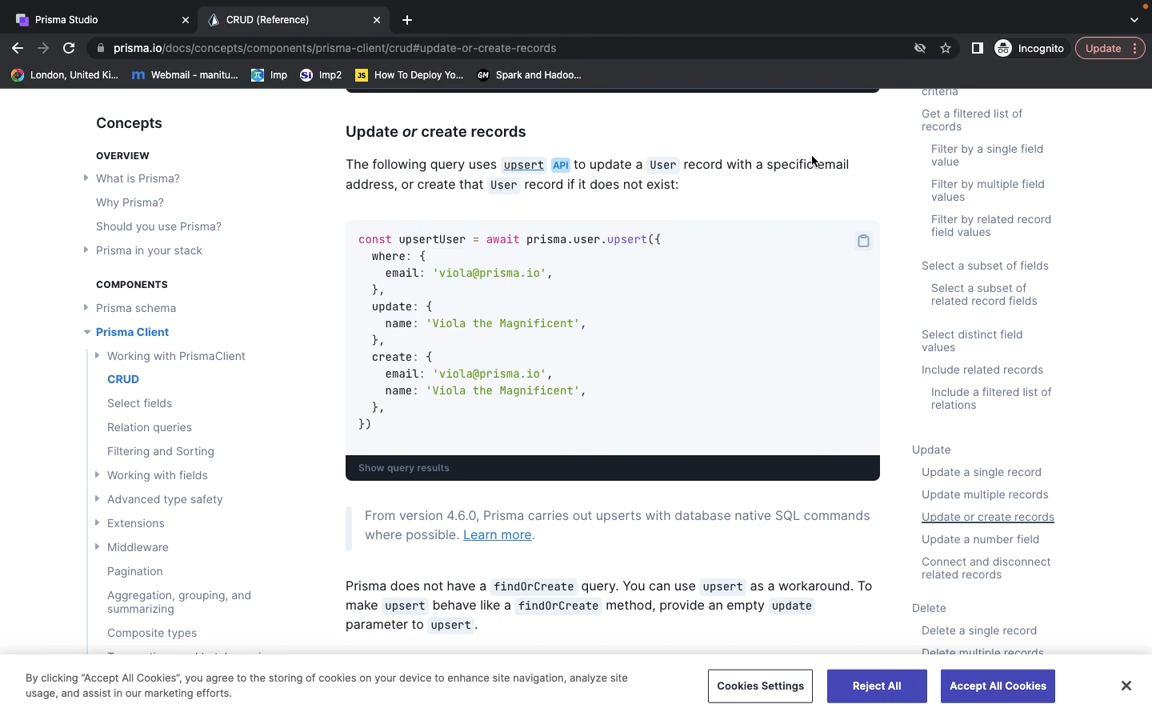 Prisma Studio
CRUD (Reference)
prisma.io/docs/concepts/components/prisma-client/crud#update-or-create-records
Incognito
Update
London, United Ki...
Webmail - manitu...
Imp
Imp2
JS
How To Deploy Yo...
GM
Spark and Hadoo...
Concepts
OVERVIEW
What is Prisma?
Why Prisma?
Should you use Prisma?
Prisma in your stack
COMPONENTS
Prisma schema
Prisma Client
Working with PrismaClient
CRUD
Select fields
Relation queries
Filtering and Sorting
Working with fields
Advanced type safety
Extensions
Middleware
Pagination
Aggregation, grouping, and
summarizing
Composite types
Update or create records
The following query uses upsert API to update a User record with a specific email
address, or create that User record if it does not exist:
const upsertUser = await prisma.user.upsert({
where: {
email: 'viola@prisma.io',
},
update: {
name: 'Viola the Magnificent',
},
create: {
email: 'viola@prisma.io',
name: 'Viola the Magnificent',
},
})
Show query results
From version 4.6.0, Prisma carries out upserts with database native SQL commands
where possible. Learn more.
Prisma does not have a findOrCreate query. You can use upsert as a workaround. To
make upsert behave like a findOrCreate method, provide an empty update
parameter to upsert.
criteria
Get a filtered list of
records
Filter by a single field
value
Filter by multiple field
values
Filter by related record
field values
Select a subset of fields
Select a subset of
related record fields
Select distinct field
values
Include related records
Include a filtered list of
relations
Update
Update a single record
Update multiple records
Update or create records
Update a number field
Connect and disconnect
related records
Delete
Delete a single record
Delete multiple records
By clicking “Accept All Cookies”, you agree to the storing of cookies on your device to enhance site navigation, analyze site
usage, and assist in our marketing efforts.
Cookies Settings
Reject All
Accept All Cookies